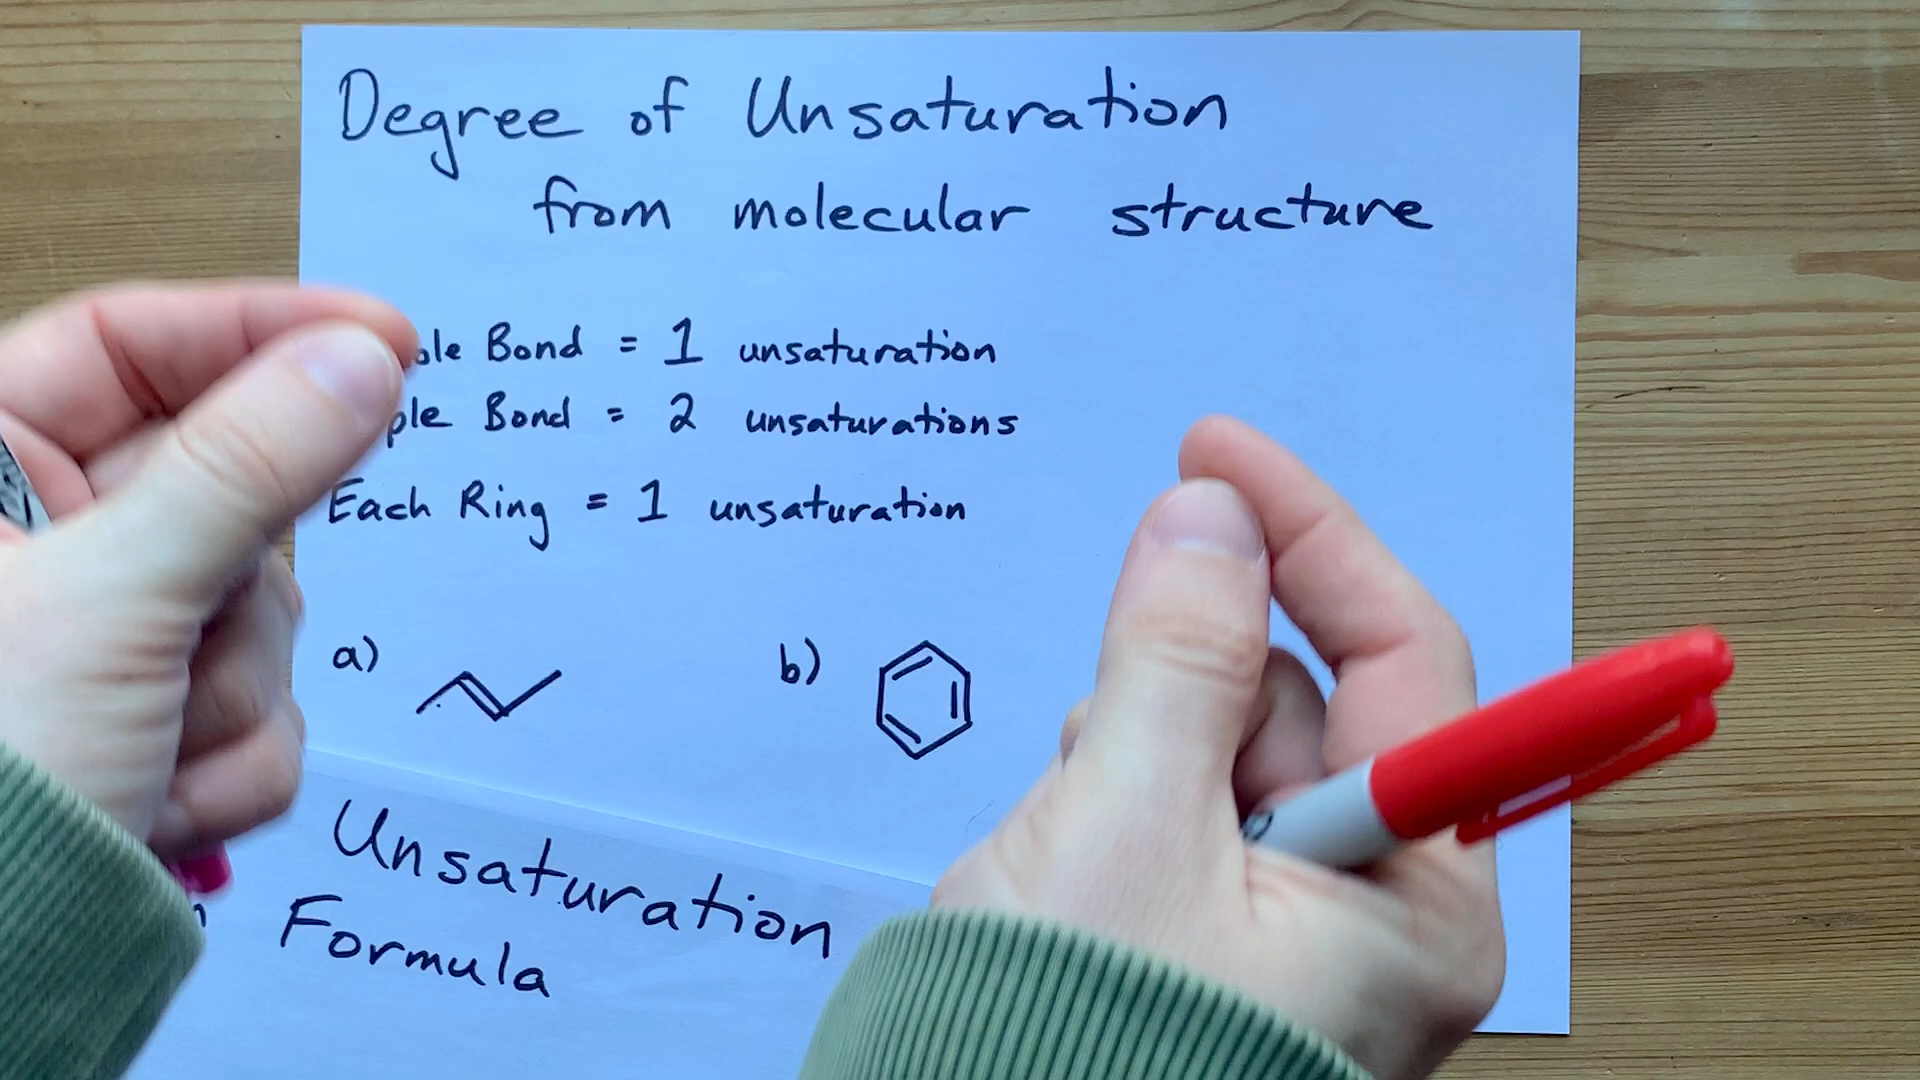 Degree of Unsaturation
from molecular structure
ble Bond = 1 unsaturation
ple Bond = 2 unsaturations
Each Ring = 1 unsaturation
a)
b)
Unsaturation
Formula